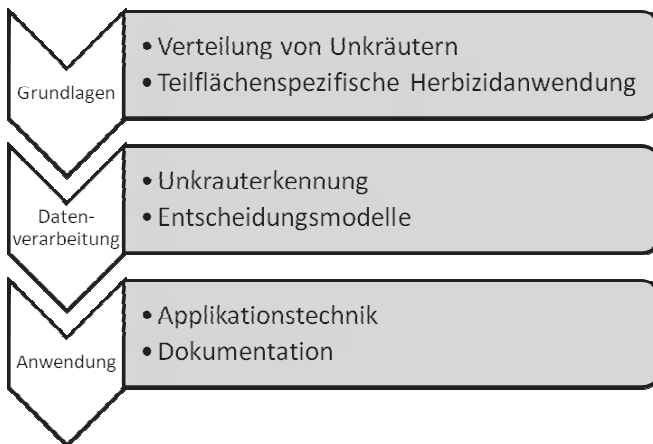 Grundlagen
• Verteilung von Unkräutern
• Teilflächenspezifische Herbizidanwendung
Daten-
verarbeitung
• Unkrauterkennung
• Entscheidungsmodelle
Anwendung
• Applikationstechnik
• Dokumentation